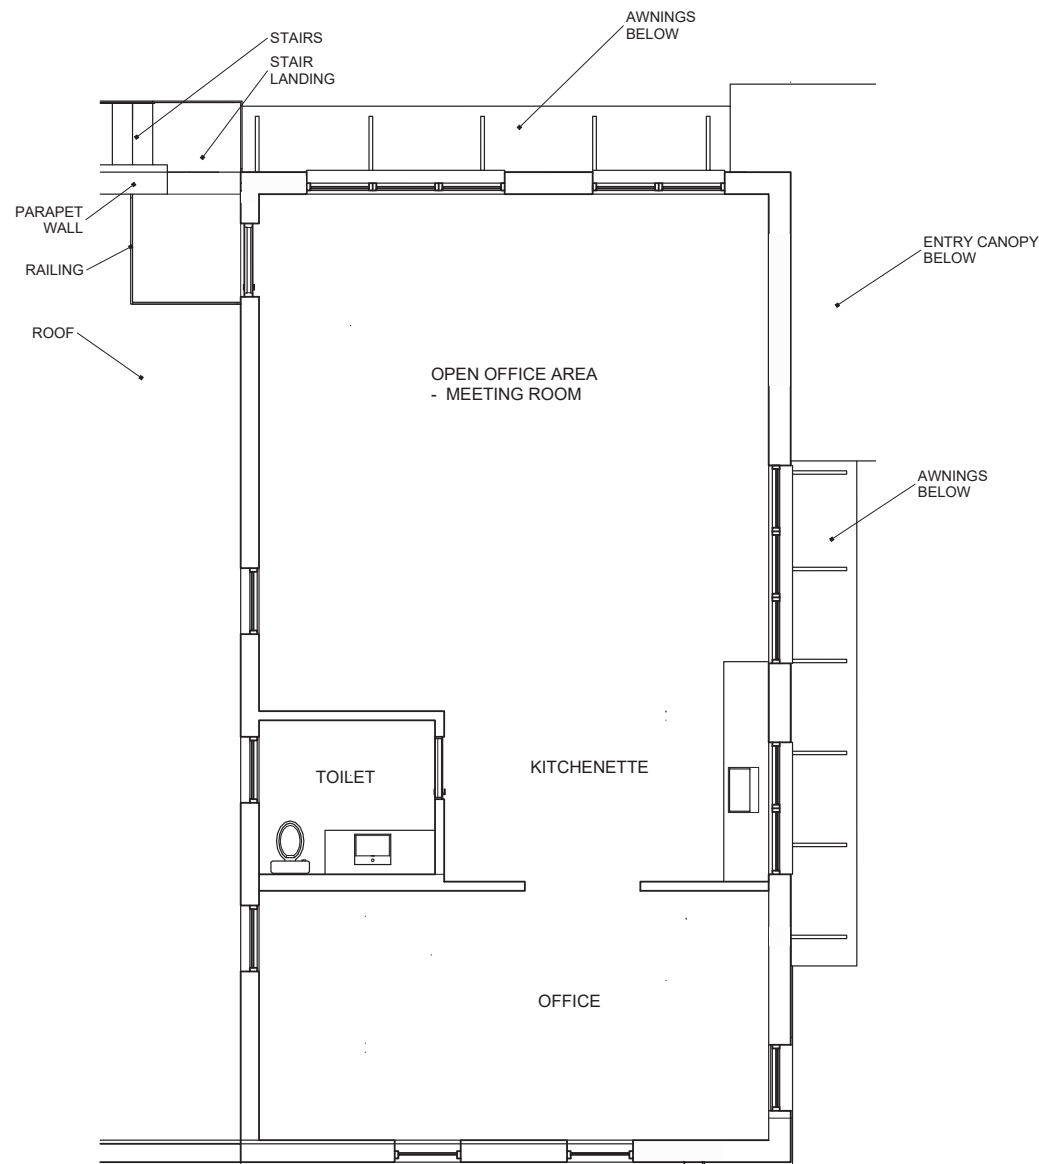 AWNINGS
BELOW
STAIRS
STAIR
LANDING
PARAPET
WALL
RAILING
ROOF
ENTRY CANOPY
BELOW
OPEN OFFICE AREA
- MEETING ROOM
AWNINGS
BELOW
TOILET
KITCHENETTE
OFFICE